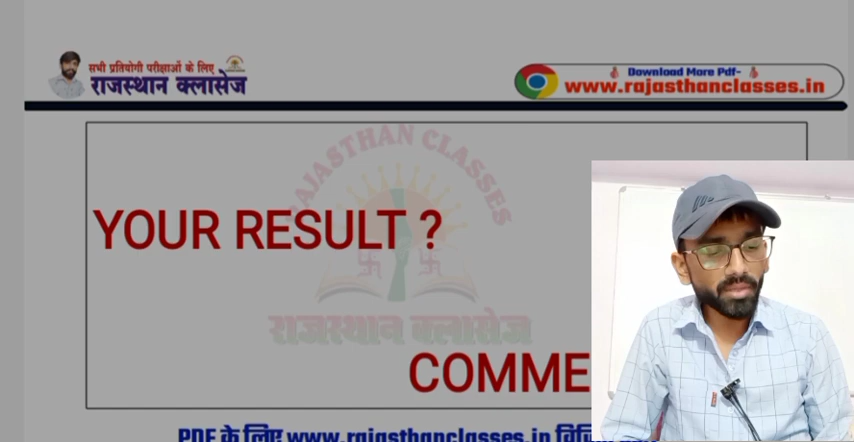 सभी प्रतियोगी परीक्षाओं के लिए
राजस्थान क्लासेज
Download More Pdf-
www.rajasthanclasses.in
RAJASTHAN CLASSES
YOUR RESULT ?
राजस्थान क्लासेज
COMME
PDF के लिए www.rajasthanclasses.in